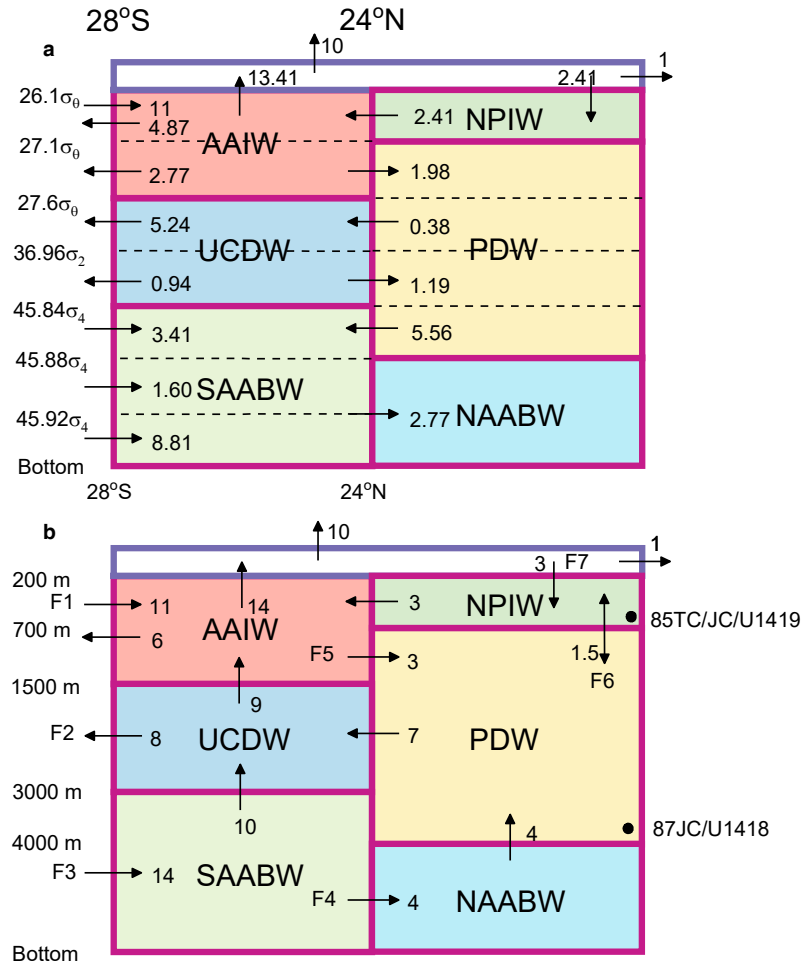 28°S 24°N
a
10
1
13.41 2.41
26.1σθ
11
4.87
2.41
AAIW
NPIW
27.1σθ
2.77
1.98
27.6σθ
5.24
0.38
UCDW
PDW
36.96σ2
0.94
1.19
45.84σ4
3.41
5.56
45.88σ4
1.60
SAABW
NAABW
2.77
45.92σ4
8.81
Bottom
28°S 24°N
b
10
1
3 F7
200 m
F1
11
14
3
AAIW
NPIW
85TC/JC/U1419
700 m
6
F5
3
1.5
F6
1500 m
9
F2
8
UCDW
7
PDW
3000 m
10
87JC/U1418
4000 m
4
F3
14
SAABW
F4
4
NAABW
Bottom